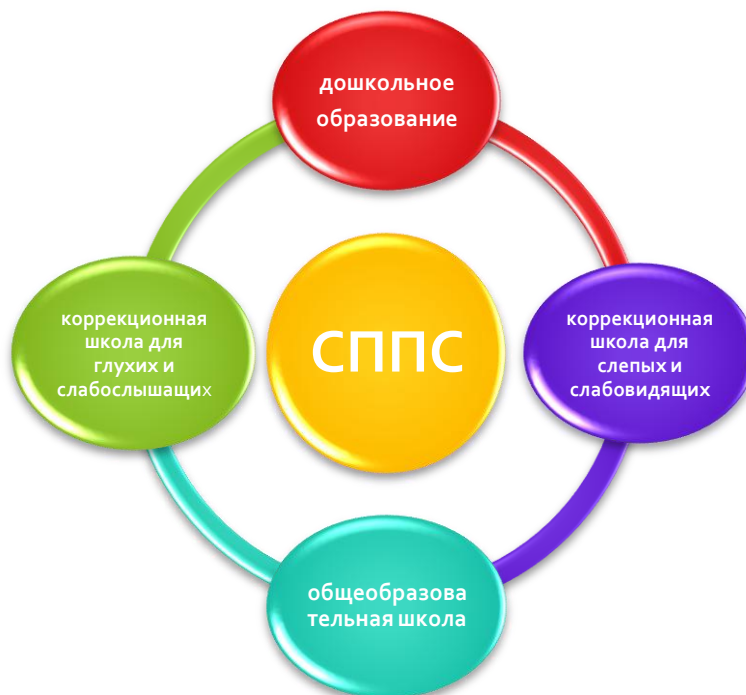 дошкольное
образование
коррекционная
школа для
глухих и
слабослышащих
СППС
коррекционная
школа для
слепых и
слабовидящих
общеобразова
тельная школа